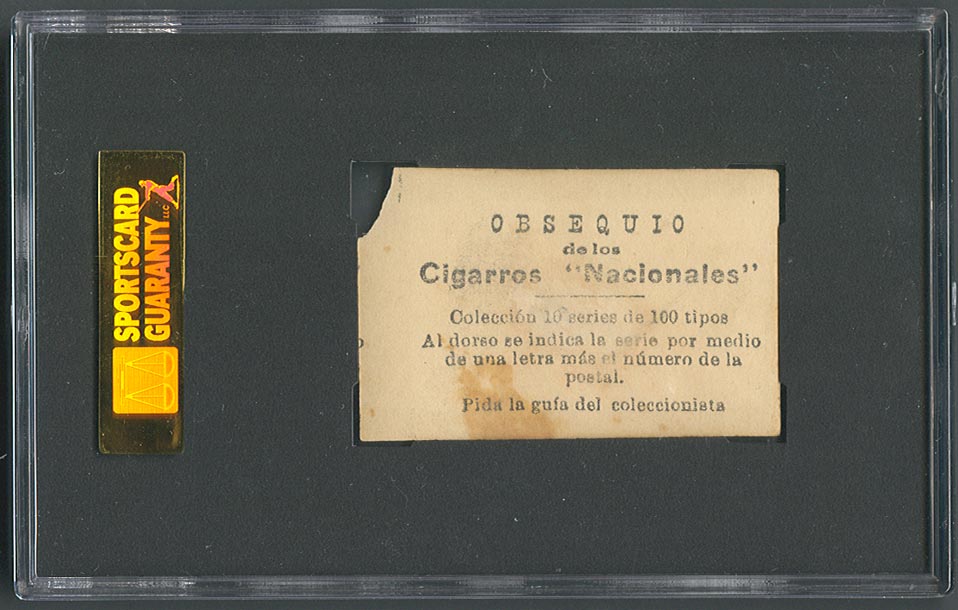 SPORTSCARD
GUARANTY LLC
OBSEQUIO
de los
Cigarros "Nacionales"
Colección 10 series de 100 tipos
Al dorso se indica la serie por medio
de una letra más el número de la
postal.
Pida la guía del coleccionista